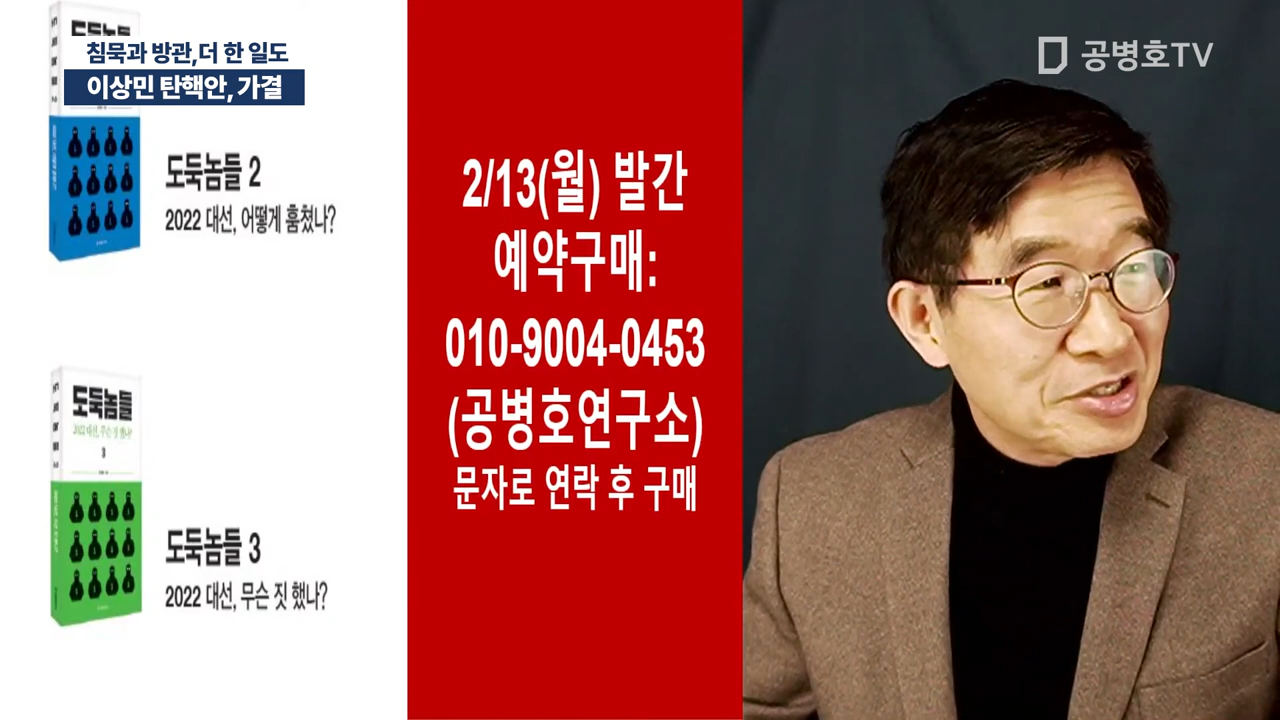 침묵과 방관,더 한 일도
이상민 탄핵안, 가결
도둑놈들 2
2022 대선, 어떻게 훔쳤나?
도둑놈들
2022 대선, 무슨 짓 했나?
3
도둑놈들 3
2022 대선, 무슨 짓 했나?
2/13(월) 발간
예약구매:
010-9004-0453
(공병호연구소)
문자로 연락 후 구매
공병호TV